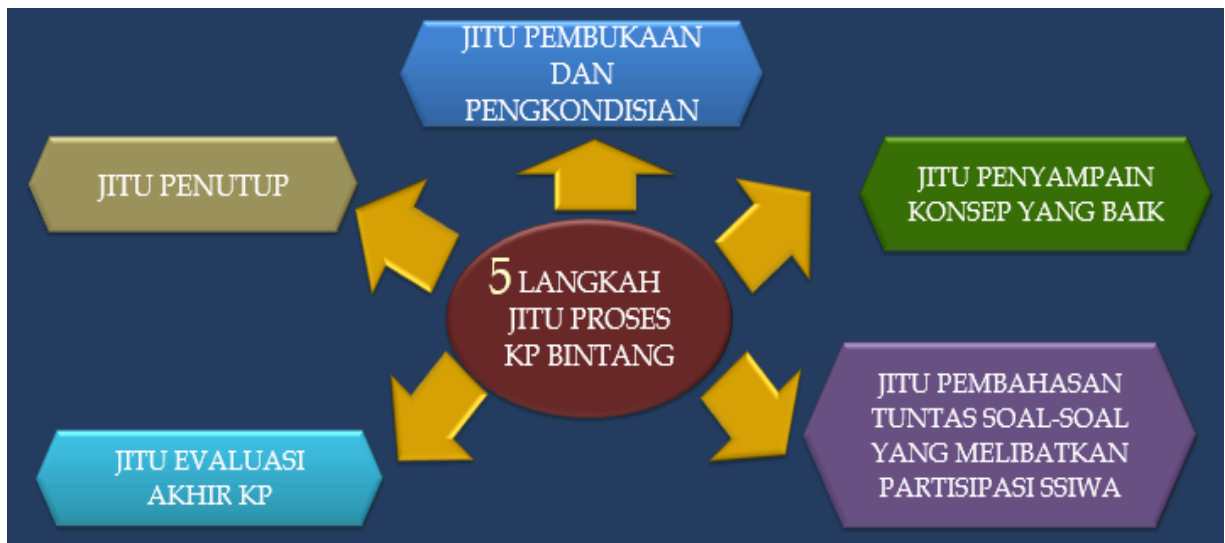 JITU PEMBUKAAN
DAN
PENGKONDISIAN
JITU PENUTUP
JITU PENYAMPAIN
KONSEP YANG BAIK
5 LANGKAH
JITU PROSES
KP BINTANG
JITU PEMBAHASAN
TUNTAS SOAL-SOAL
YANG MELIBATKAN
PARTISIPASI SSIWA
JITU EVALUASI
AKHIR KP